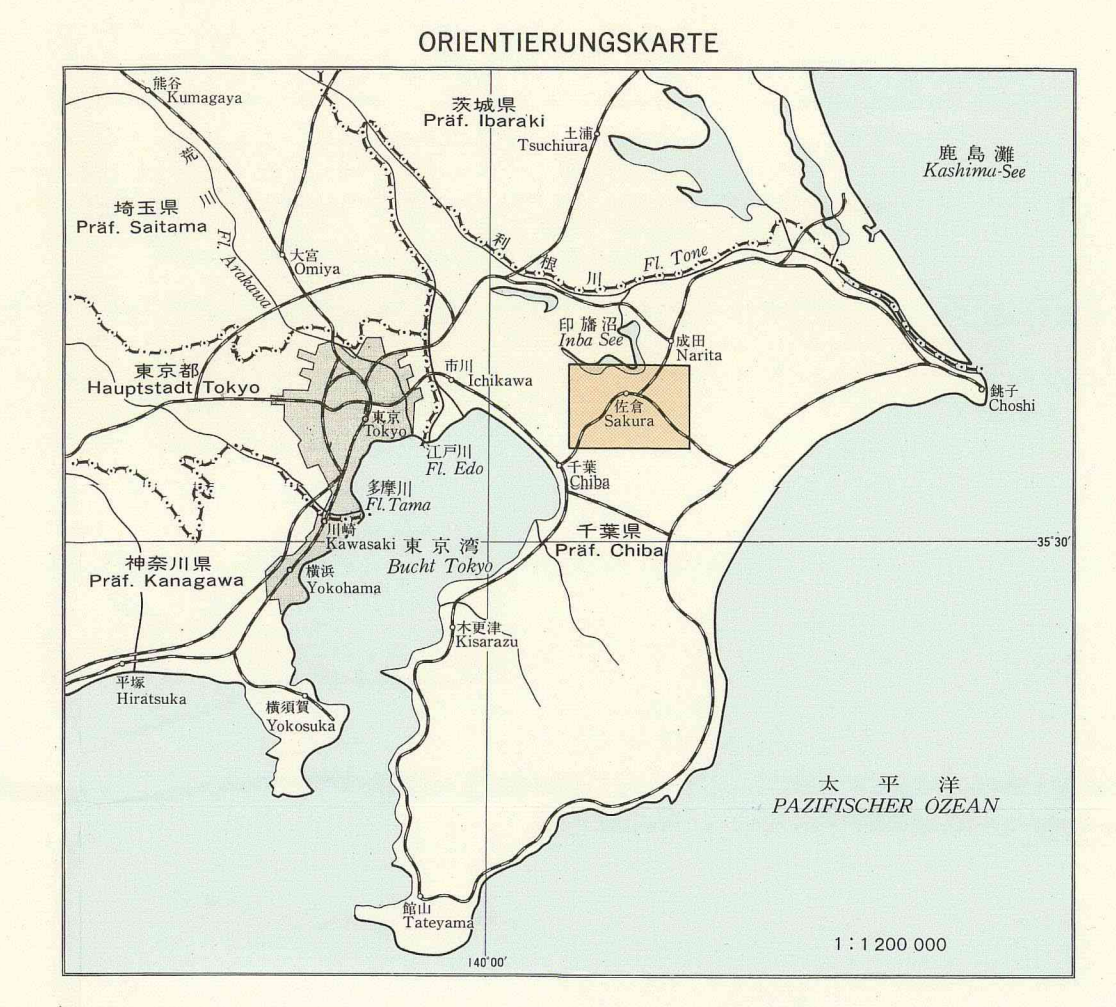 ORIENTIERUNGSKARTE
熊谷
Kumagaya
茨城県
Präf. Ibaraki
土浦
Tsuchiura
鹿島灘
Kashima-See
荒川
Fl. Arakawa
埼玉県
Präf. Saitama
大宮
Omiya
利根川
Fl. Tone
印旛沼
Inba See
成田
Narita
東京都
Hauptstadt Tokyo
市川
Ichikawa
佐倉
Sakura
銚子
Choshi
東京
Tokyo
江戸川
Fl. Edo
千葉
Chiba
多摩川
Fl. Tama
川崎
Kawasaki
東京湾
Bucht Tokyo
千葉県
Präf. Chiba
35°30′
神奈川県
Präf. Kanagawa
横浜
Yokohama
木更津
Kisarazu
平塚
Hiratsuka
横須賀
Yokosuka
太平洋
PAZIFISCHER OZEAN
館山
Tateyama
1:1 200 000
140°00′